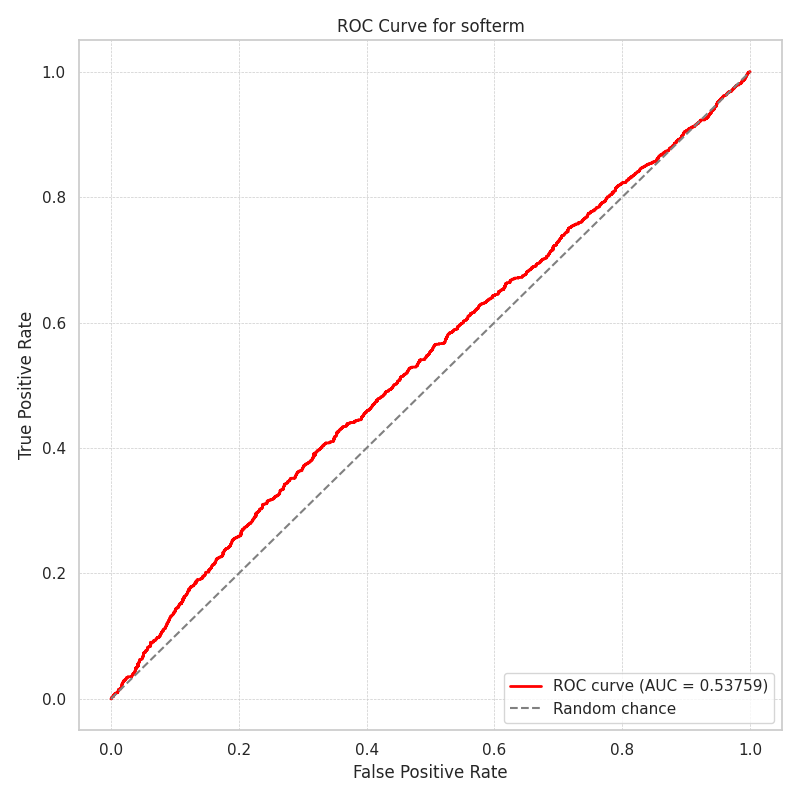 ROC Curve for softerm
True Positive Rate
1.0
0.8
0.6
0.4
0.2
0.0
0.0 0.2 0.4 0.6 0.8 1.0
False Positive Rate
ROC curve (AUC = 0.53759)
Random chance